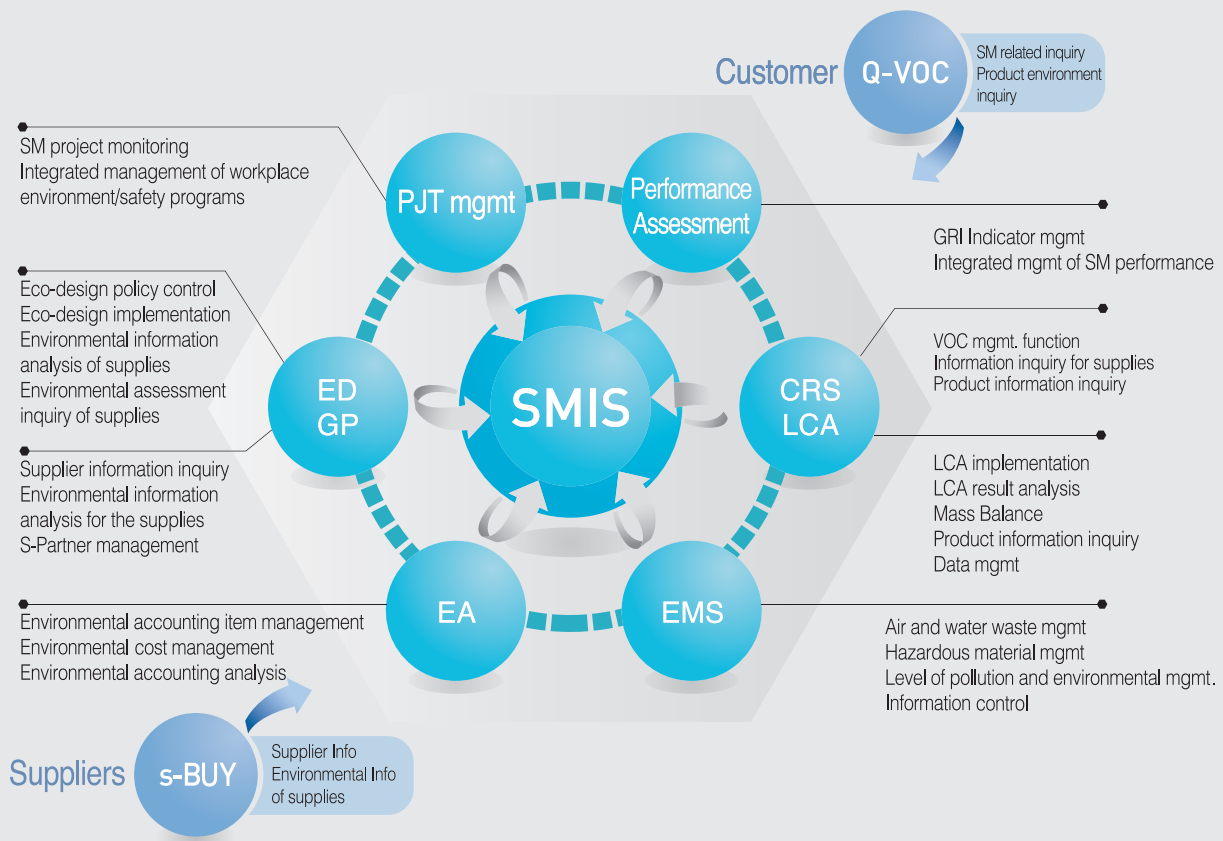 Customer
Q-VOC
SM related inquiry
Product environment
inquiry
SM project monitoring
Integrated management of workplace
environment/safety programs
PJT mgmt
Performance
Assessment
GRI Indicator mgmt
Integrated mgmt of SM performance
Eco-design policy control
Eco-design implementation
Environmental information
analysis of supplies
Environmental assessment
inquiry of supplies
ED
GP
SMIS
CRS
LCA
VOC mgmt. function
Information inquiry for supplies
Product information inquiry
Supplier information inquiry
Environmental information
analysis for the supplies
S-Partner management
LCA implementation
LCA result analysis
Mass Balance
Product information inquiry
Data mgmt
Environmental accounting item management
Environmental cost management
Environmental accounting analysis
EA
EMS
Air and water waste mgmt
Hazardous material mgmt
Level of pollution and environmental mgmt.
Information control
Suppliers
s-BUY
Supplier Info
Environmental Info
of supplies